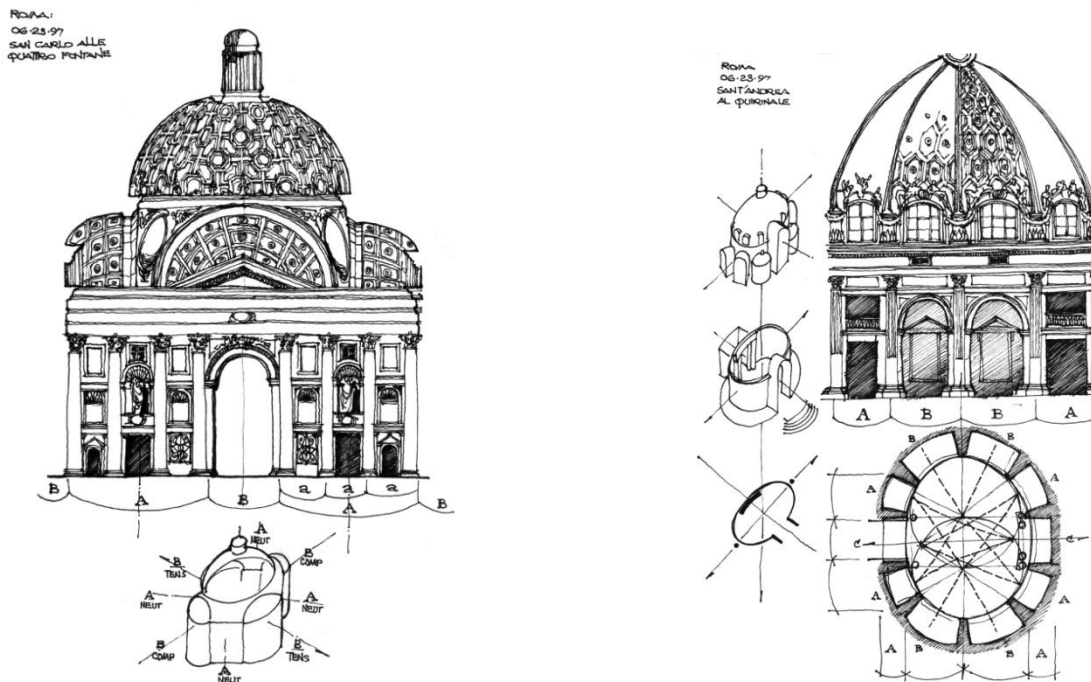 ROMA:
06·23·97
SAN CARLO ALLE
QUATTRO FONTANE
B A B a a a B
A
A
NEUT
B
TENS
B
COMP
A
NEUT
A
NEUT
B
COMP
B
TENS
A
NEUT
ROMA
06·23·97
SANT'ANDREA
AL QUIRINALE
A B B A
B B
A A
C C
A A
A B B A